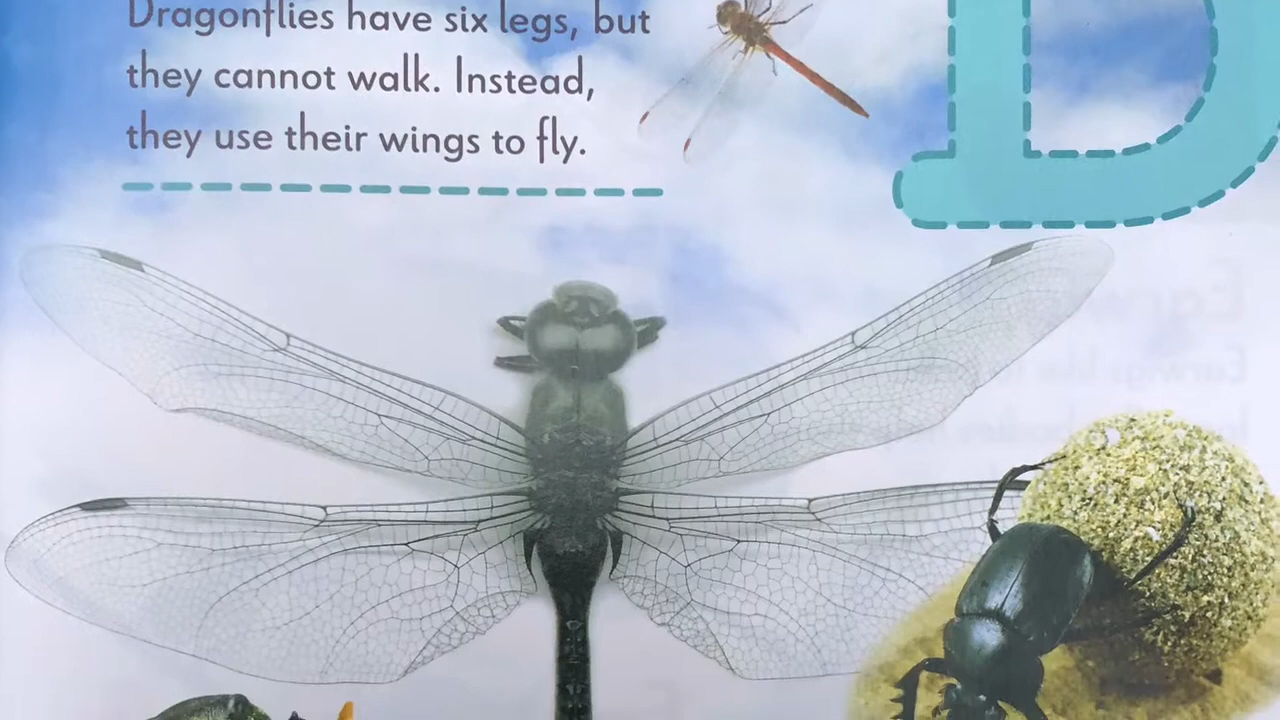 Dragonflies have six legs, but
they cannot walk. Instead,
they use their wings to fly.
D